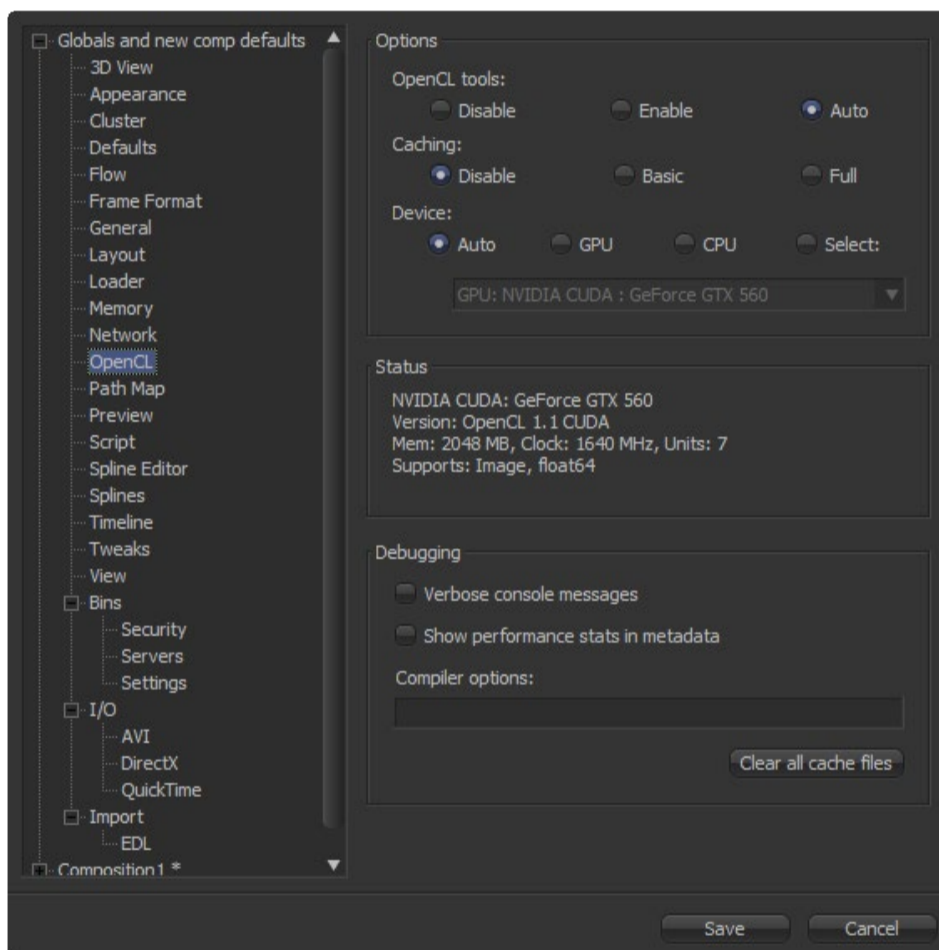 Globals and new comp defaults
3D View
Appearance
Cluster
Defaults
Flow
Frame Format
General
Layout
Loader
Memory
Network
OpenCL
Path Map
Preview
Script
Spline Editor
Splines
Timeline
Tweaks
View
Bins
Security
Servers
Settings
I/O
AVI
DirectX
QuickTime
Import
EDL
Composition1 *
Options
OpenCL tools:
Disable Enable Auto
Caching:
Disable Basic Full
Device:
Auto GPU CPU Select:
GPU: NVIDIA CUDA : GeForce GTX 560
Status
NVIDIA CUDA: GeForce GTX 560
Version: OpenCL 1.1 CUDA
Mem: 2048 MB, Clock: 1640 MHz, Units: 7
Supports: Image, float64
Debugging
Verbose console messages
Show performance stats in metadata
Compiler options:
Clear all cache files
Save Cancel